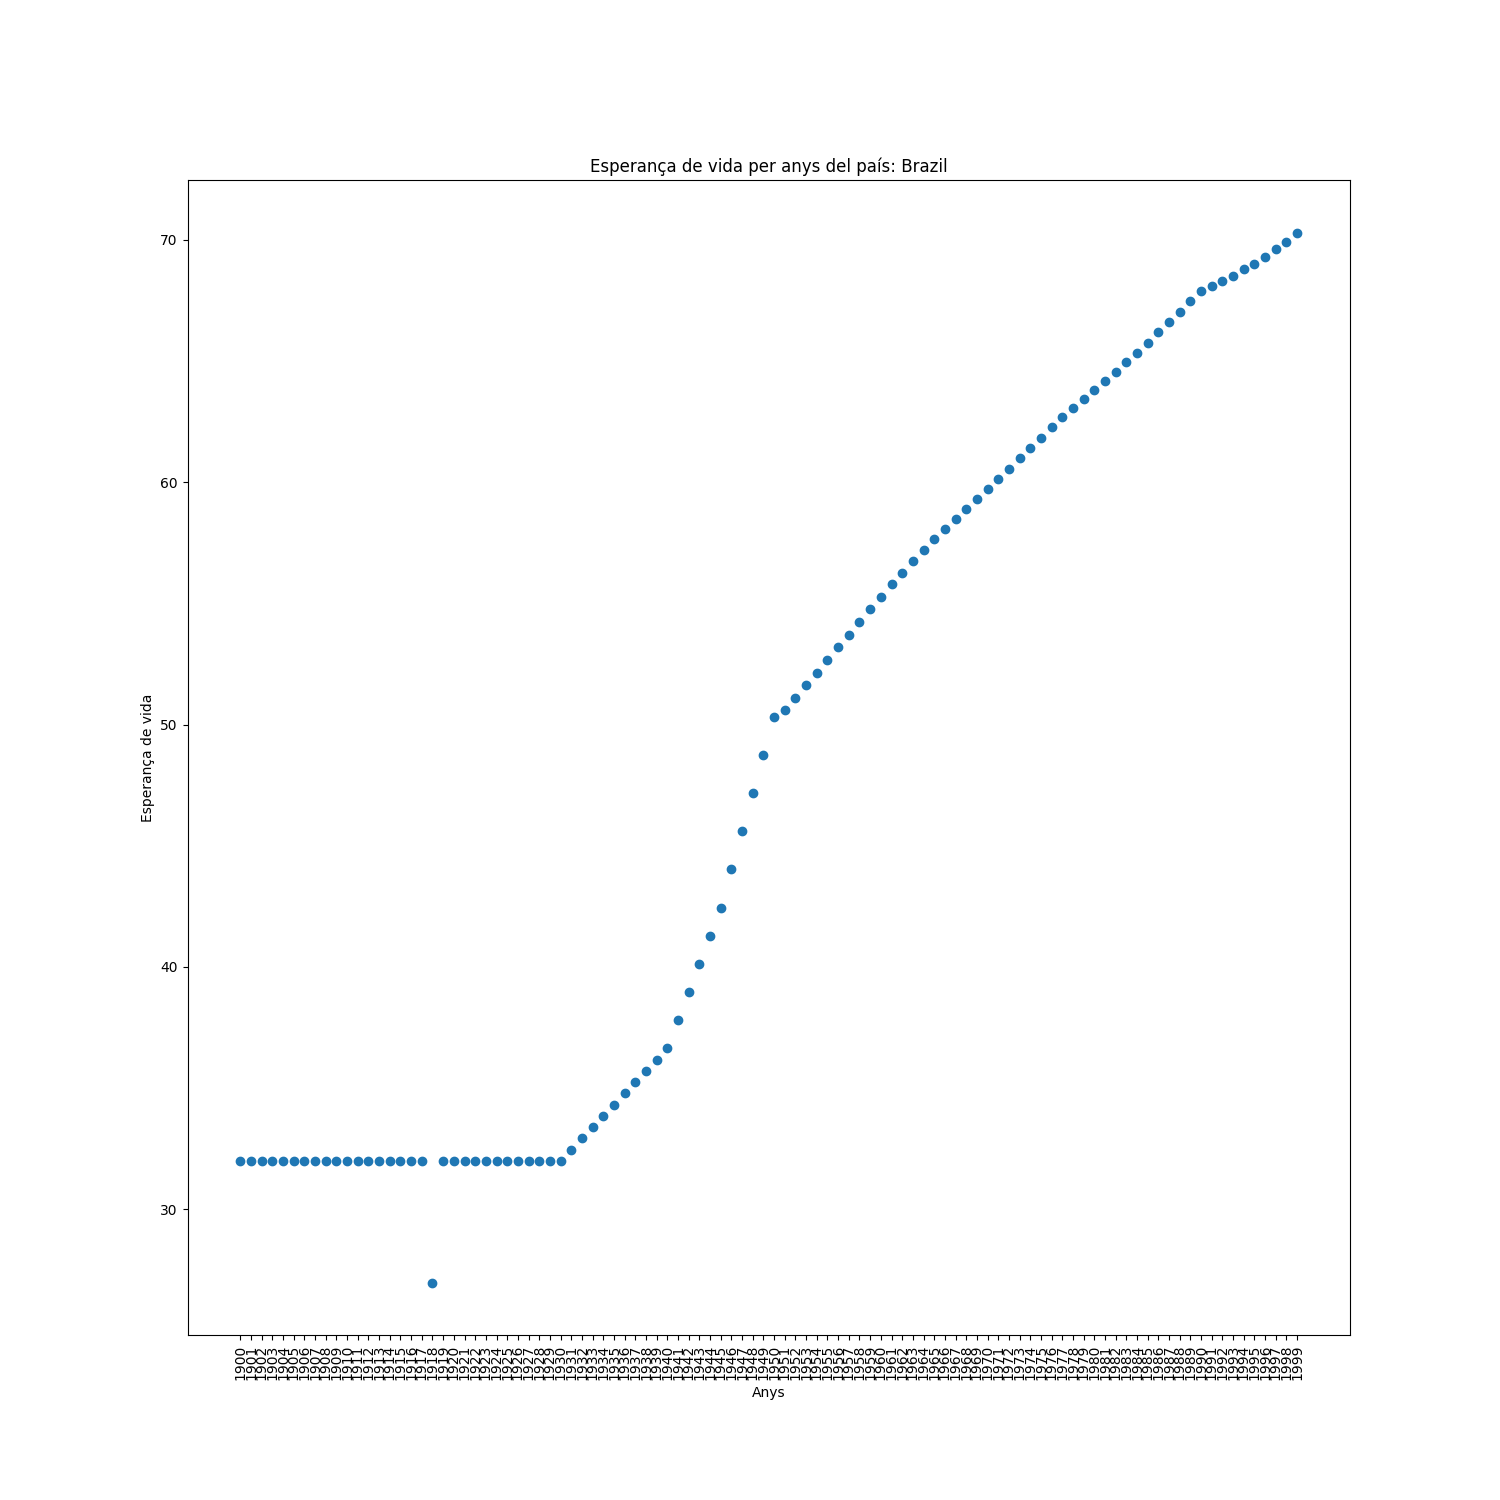 Esperança de vida per anys del país: Brazil
70
60
50
40
30
Esperança de vida
1900 1901 1902 1903 1904 1905 1906 1907 1908 1909 1910 1911 1912 1913 1914 1915 1916 1917 1918 1919 1920 1921 1922 1923 1924 1925 1926 1927 1928 1929 1930 1931 1932 1933 1934 1935 1936 1937 1938 1939 1940 1941 1942 1943 1944 1945 1946 1947 1948 1949 1950 1951 1952 1953 1954 1955 1956 1957 1958 1959 1960 1961 1962 1963 1964 1965 1966 1967 1968 1969 1970 1971 1972 1973 1974 1975 1976 1977 1978 1979 1980 1981 1982 1983 1984 1985 1986 1987 1988 1989 1990 1991 1992 1993 1994 1995 1996 1997 1998 1999
Anys